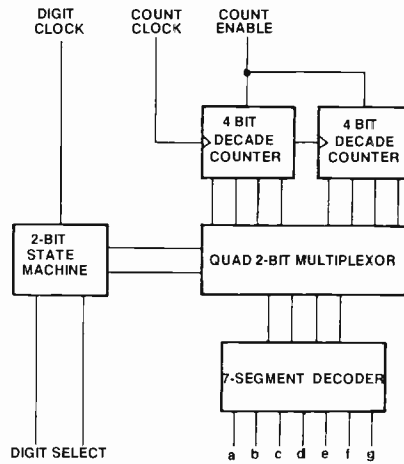 DIGIT
CLOCK
COUNT
CLOCK
COUNT
ENABLE
4 BIT
DECADE
COUNTER
4 BIT
DECADE
COUNTER
2-BIT
STATE
MACHINE
QUAD 2-BIT MULTIPLEXOR
7-SEGMENT DECODER
DIGIT SELECT
a b c d e f g